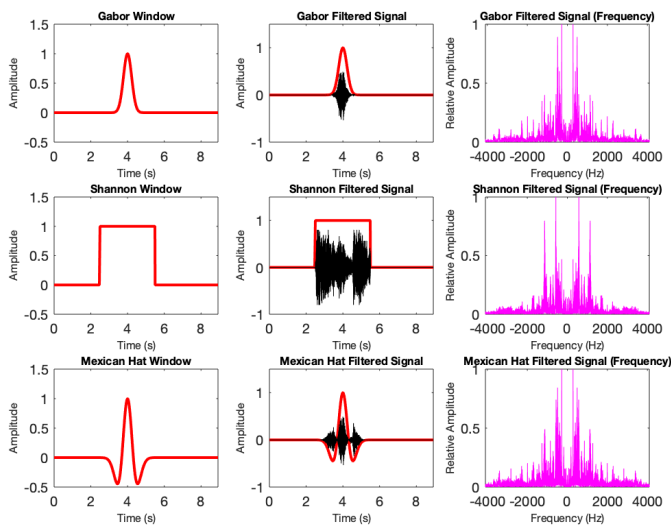 Gabor Window
Gabor Filtered Signal
Gabor Filtered Signal (Frequency)
1.5
1
0.5
0
-0.5
Amplitude
0 2 4 6 8
Time (s)
1
0
-1
Amplitude
0 2 4 6 8
Time (s)
1
0.5
0
Relative Amplitude
-4000 -2000 0 2000 4000
Frequency (Hz)
Shannon Window
Shannon Filtered Signal
Shannon Filtered Signal (Frequency)
1.5
1
0.5
0
-0.5
Amplitude
0 2 4 6 8
Time (s)
1
0
-1
Amplitude
0 2 4 6 8
Time (s)
1
0.5
0
Relative Amplitude
-4000 -2000 0 2000 4000
Frequency (Hz)
Mexican Hat Window
Mexican Hat Filtered Signal
Mexican Hat Filtered Signal (Frequency)
1.5
1
0.5
0
-0.5
Amplitude
0 2 4 6 8
Time (s)
1
0
-1
Amplitude
0 2 4 6 8
Time (s)
1
0.5
0
Relative Amplitude
-4000 -2000 0 2000 4000
Frequency (Hz)